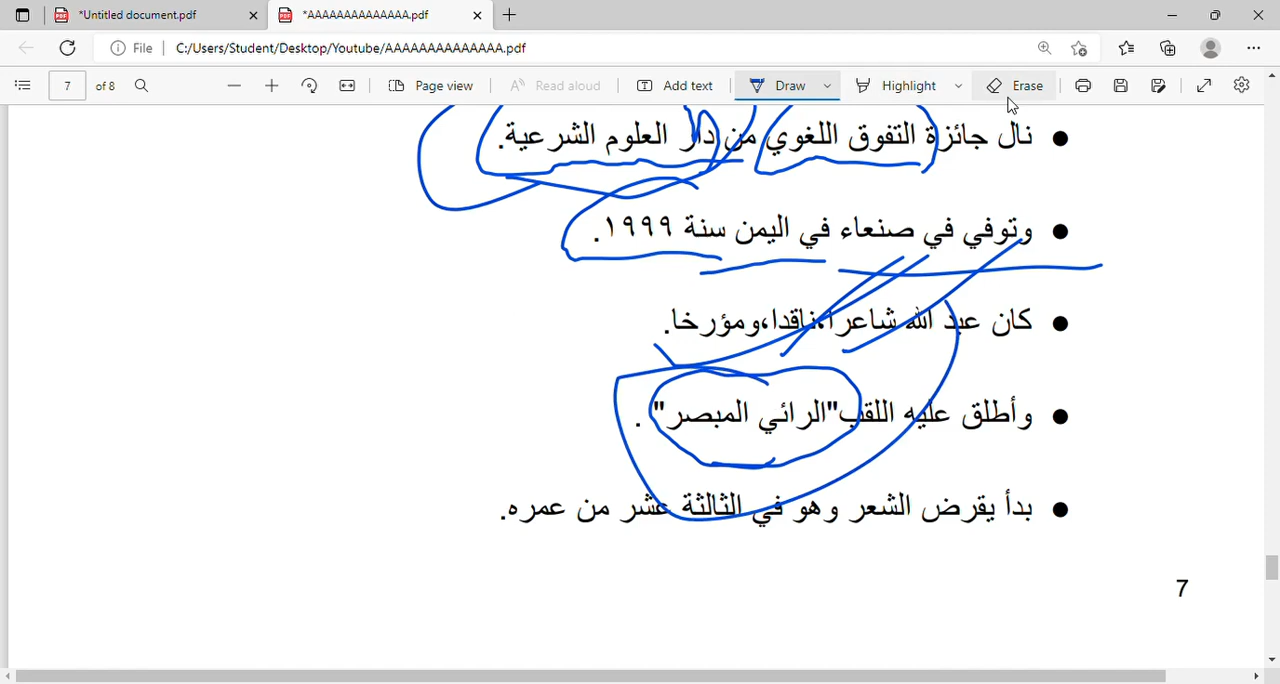 *Untitled document.pdf
*AAAAAAAAAAAAAA.pdf
File
C:/Users/Student/Desktop/Youtube/AAAAAAAAAAAAAA.pdf
7 of 8
Page view
Read aloud
Add text
Draw
Highlight
Erase
● نال جائزة التفوق اللغوي من دار العلوم الشرعية.
● وتوفي في صنعاء في اليمن سنة ١٩٩٩.
● كان عبد الله شاعرا،ناقدا،ومؤرخا.
● وأطلق عليه اللقب"الرائي المبصر" .
● بدأ يقرض الشعر وهو في الثالثة عشر من عمره.
7